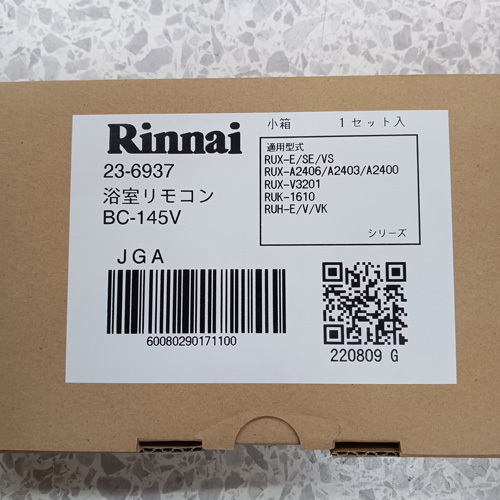 小箱 1セット入
Rinnai
23-6937
浴室リモコン
BC-145V
適用型式
RUX-E/SE/VS
RUX-A2406/A2403/A2400
RUX-V3201
RUK-1610
RUH-E/V/VK
シリーズ
JGA
60080290171100
220809 G